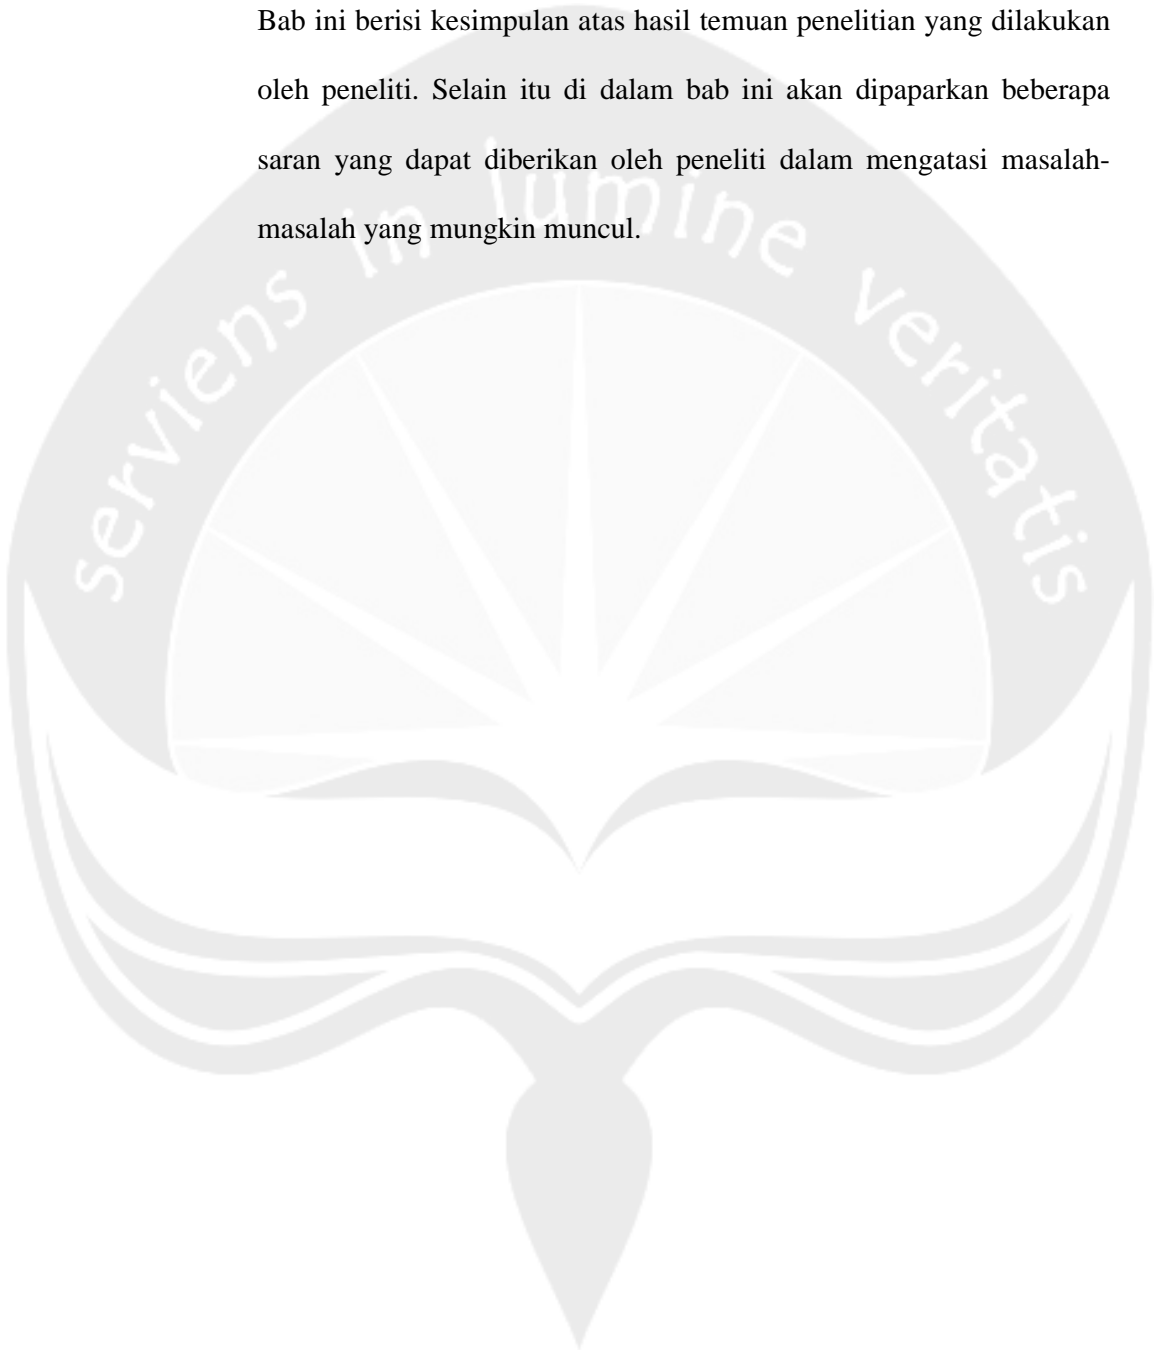 Bab ini berisi kesimpulan atas hasil temuan penelitian yang dilakukan
oleh peneliti. Selain itu di dalam bab ini akan dipaparkan beberapa
saran yang dapat diberikan oleh peneliti dalam mengatasi masalah-
masalah yang mungkin muncul.
serviens in lumine veritatis